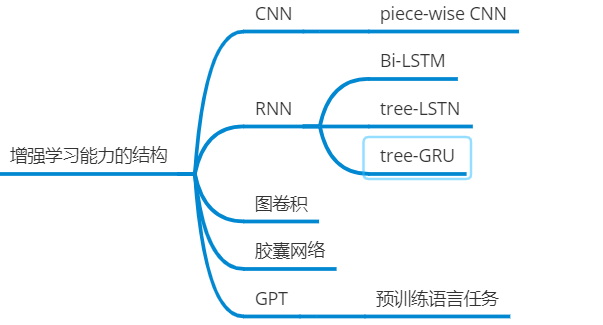 CNN
piece-wise CNN
Bi-LSTM
RNN
tree-LSTN
增强学习能力的结构
tree-GRU
图卷积
胶囊网络
GPT
预训练语言任务